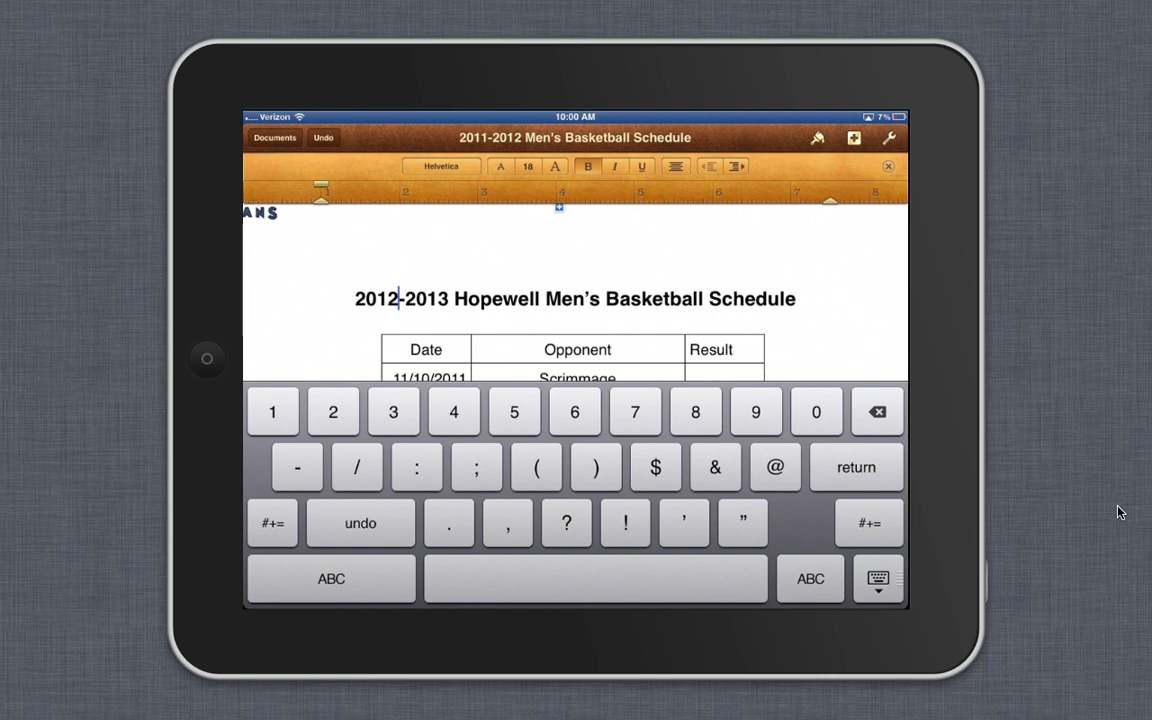 Verizon 10:00 AM 7%
Documents Undo 2011-2012 Men's Basketball Schedule
Helvetica A 18 A B I U
1 2 3 4 5 6 7 8
ANS
2012-2013 Hopewell Men's Basketball Schedule
Date Opponent Result
11/10/2011 Scrimmage
1 2 3 4 5 6 7 8 9 0
- / : ; ( ) $ & @ return
#+= undo . , ? ! ' " #+=
ABC ABC